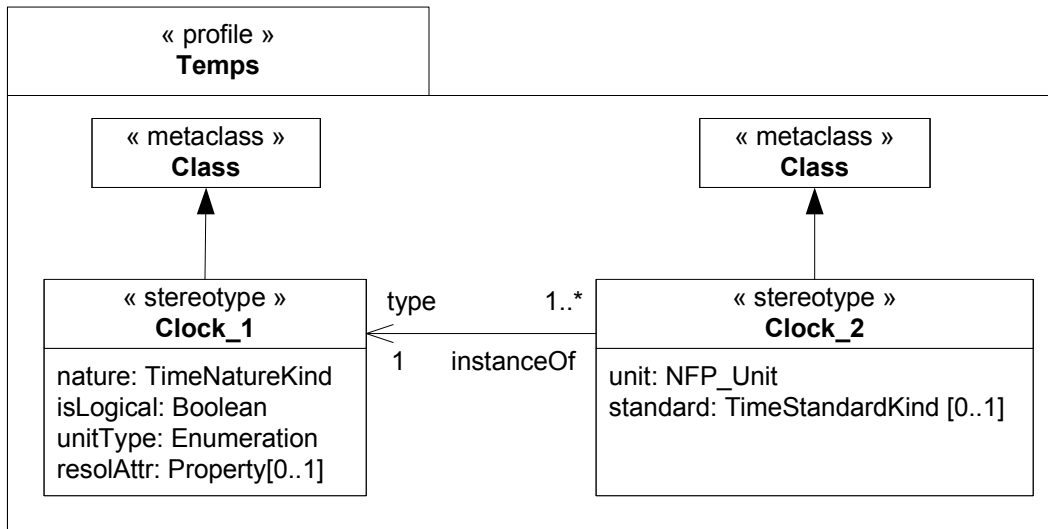 « profile »
Temps
« metaclass »
Class
« metaclass »
Class
« stereotype »
Clock_1
nature: TimeNatureKind
isLogical: Boolean
unitType: Enumeration
resolAttr: Property[0..1]
type
1..*
1
instanceOf
« stereotype »
Clock_2
unit: NFP_Unit
standard: TimeStandardKind [0..1]